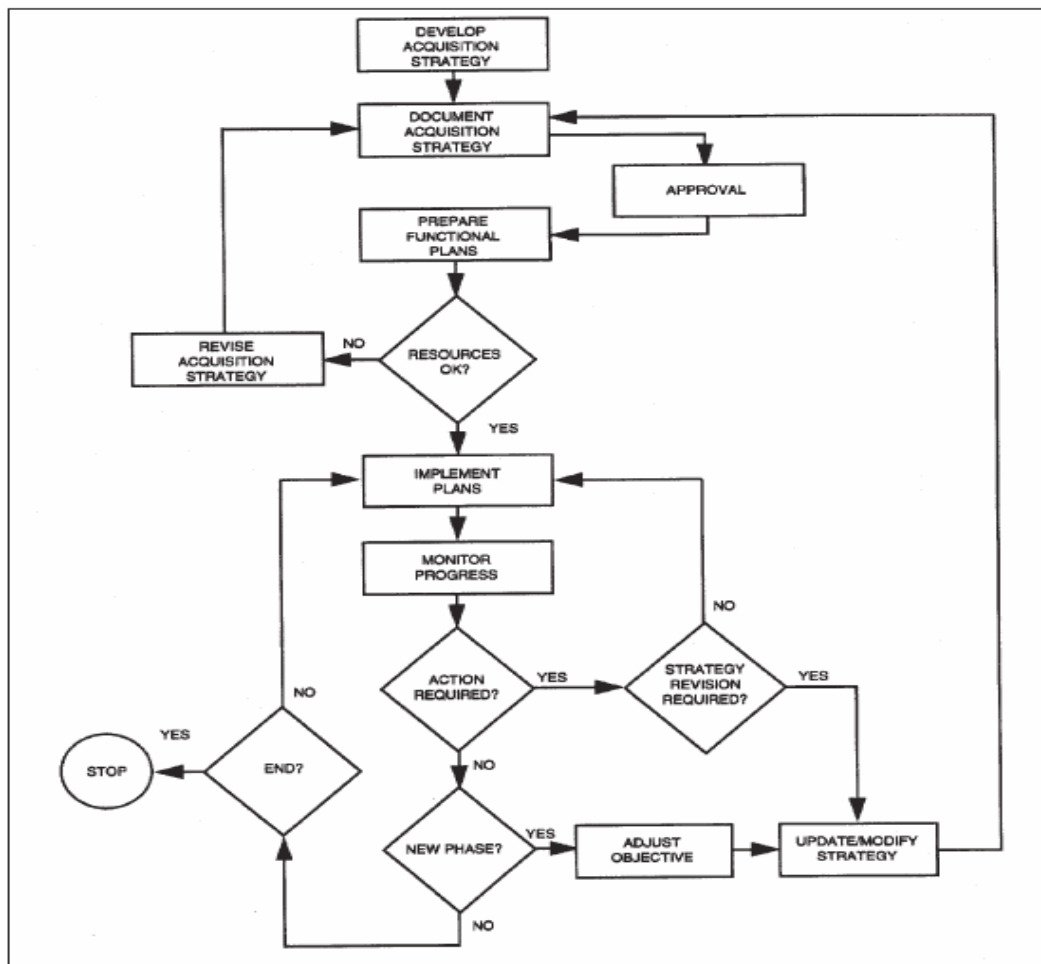 DEVELOP
ACQUISITION
STRATEGY
DOCUMENT
ACQUISITION
STRATEGY
APPROVAL
PREPARE
FUNCTIONAL
PLANS
REVISE
ACQUISITION
STRATEGY
NO
RESOURCES
OK?
YES
IMPLEMENT
PLANS
MONITOR
PROGRESS
NO
ACTION
REQUIRED?
YES
STRATEGY
REVISION
REQUIRED?
YES
NO
YES
STOP
END?
NO
NEW PHASE?
YES
ADJUST
OBJECTIVE
UPDATE/MODIFY
STRATEGY
NO